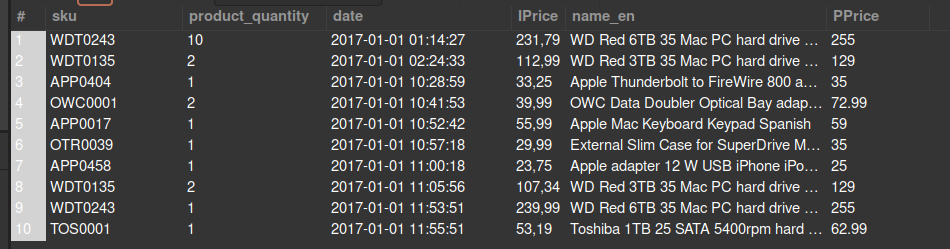 # sku product_quantity date IPrice name_en PPrice
1 WDT0243 10 2017-01-01 01:14:27 231,79 WD Red 6TB 35 Mac PC hard drive ... 255
2 WDT0135 2 2017-01-01 02:24:33 112,99 WD Red 3TB 35 Mac PC hard drive ... 129
3 APP0404 1 2017-01-01 10:28:59 33,25 Apple Thunderbolt to FireWire 800 a... 35
4 OWC0001 2 2017-01-01 10:41:53 39,99 OWC Data Doubler Optical Bay adap... 72.99
5 APP0017 1 2017-01-01 10:52:42 55,99 Apple Mac Keyboard Keypad Spanish 59
6 OTR0039 1 2017-01-01 10:57:18 29,99 External Slim Case for SuperDrive M... 35
7 APP0458 1 2017-01-01 11:00:18 23,75 Apple adapter 12 W USB iPhone iPo... 25
8 WDT0135 2 2017-01-01 11:05:56 107,34 WD Red 3TB 35 Mac PC hard drive ... 129
9 WDT0243 1 2017-01-01 11:53:51 239,99 WD Red 6TB 35 Mac PC hard drive ... 255
10 TOS0001 1 2017-01-01 11:55:51 53,19 Toshiba 1TB 25 SATA 5400rpm hard ... 62.99